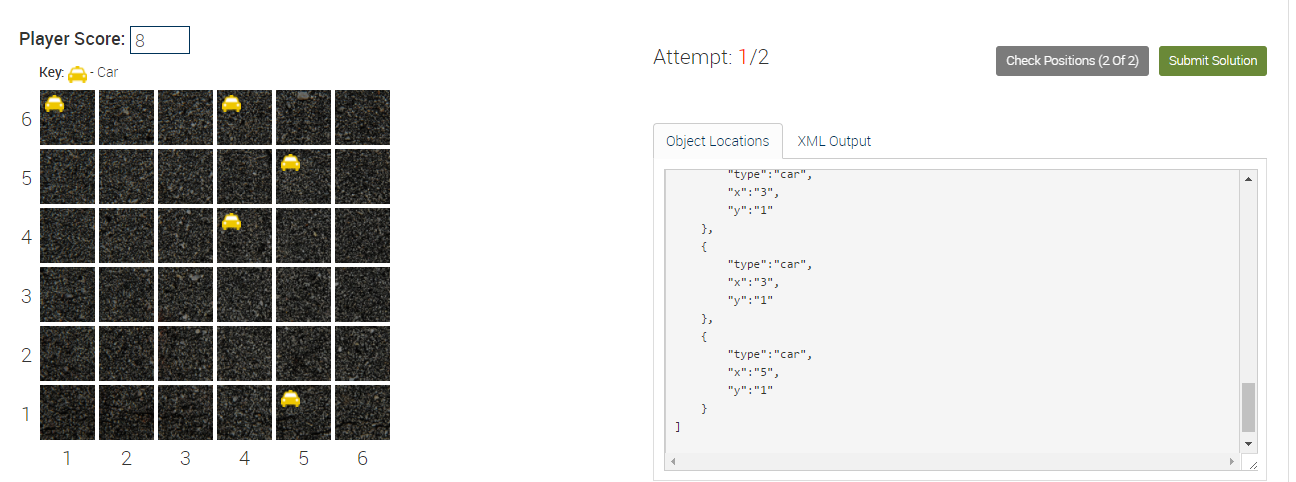 Player Score: 8
Key: - Car
6
5
4
3
2
1
1 2 3 4 5 6
Attempt: 1/2
Check Positions (2 Of 2)
Submit Solution
Object Locations
XML Output
"type":"car",
"x":"3",
"y":"1"
},
{
"type":"car",
"x":"3",
"y":"1"
},
{
"type":"car",
"x":"5",
"y":"1"
}
]